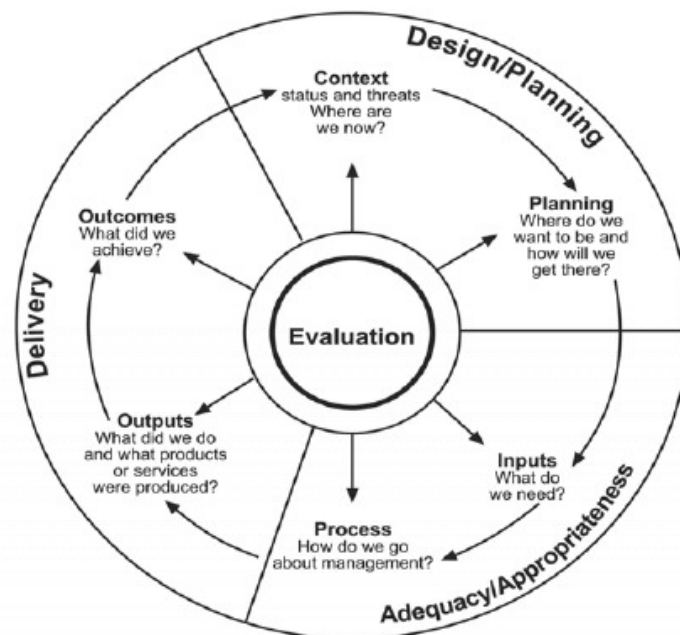 Design/Planning
Context
status and threats
Where are
we now?
Planning
Where do we
want to be and
how will we
get there?
Inputs
What do
we need?
Adequacy/Appropriateness
Process
How do we go
about management?
Outputs
What did we do
and what products
or services
were produced?
Delivery
Outcomes
What did we
achieve?
Evaluation